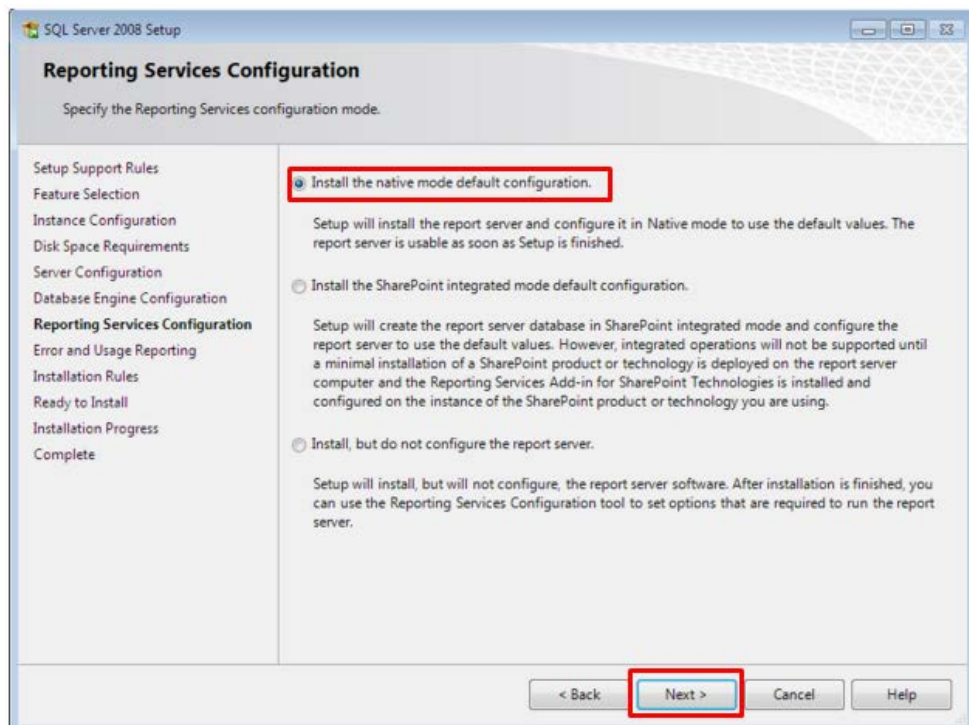 SQL Server 2008 Setup
Reporting Services Configuration
Specify the Reporting Services configuration mode.
Setup Support Rules
Feature Selection
Instance Configuration
Disk Space Requirements
Server Configuration
Database Engine Configuration
Reporting Services Configuration
Error and Usage Reporting
Installation Rules
Ready to Install
Installation Progress
Complete
Install the native mode default configuration.
Setup will install the report server and configure it in Native mode to use the default values. The
report server is usable as soon as Setup is finished.
Install the SharePoint integrated mode default configuration.
Setup will create the report server database in SharePoint integrated mode and configure the
report server to use the default values. However, integrated operations will not be supported until
a minimal installation of a SharePoint product or technology is deployed on the report server
computer and the Reporting Services Add-in for SharePoint Technologies is installed and
configured on the instance of the SharePoint product or technology you are using.
Install, but do not configure the report server.
Setup will install, but will not configure, the report server software. After installation is finished, you
can use the Reporting Services Configuration tool to set options that are required to run the report
server.
< Back
Next >
Cancel
Help